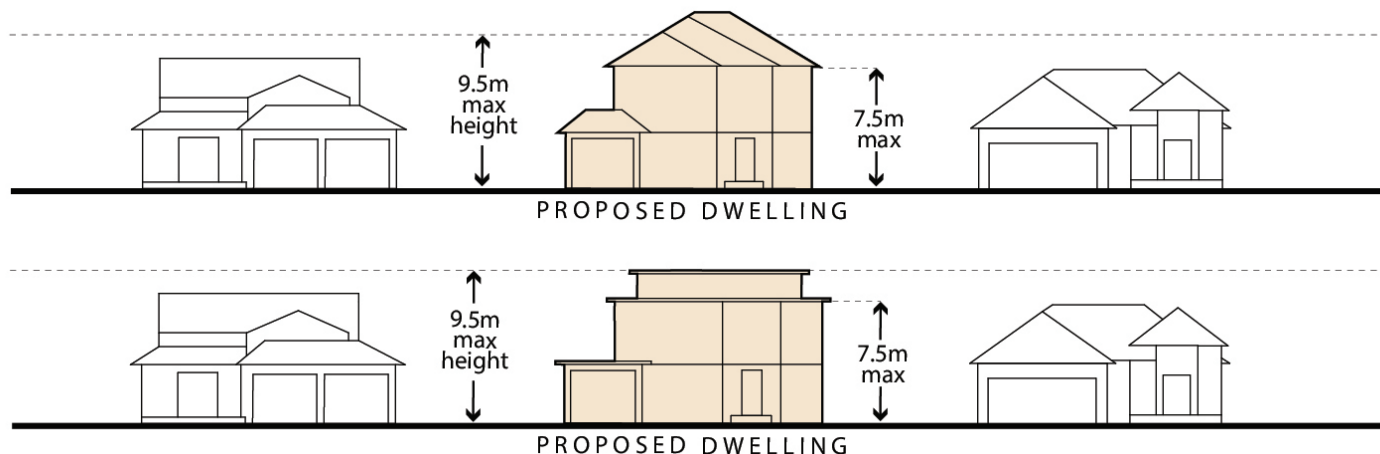 9.5m
max
height
7.5m
max
PROPOSED DWELLING
9.5m
max
height
7.5m
max
PROPOSED DWELLING